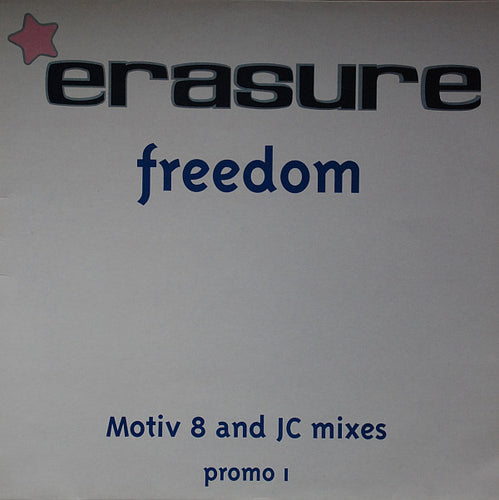 erasure
freedom
Motiv 8 and JC mixes
promo 1